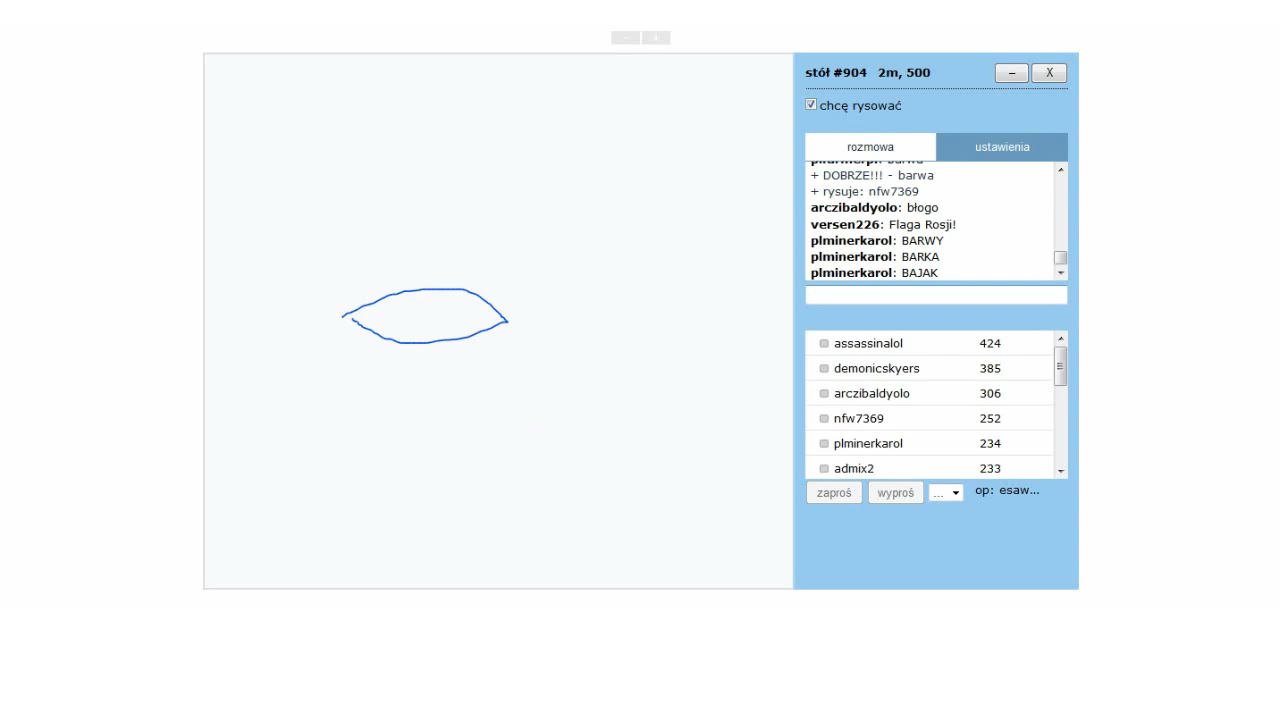 – +
stół #904 2m, 500
– X
chcę rysować
rozmowa ustawienia
+ DOBRZE!!! - barwa
+ rysuje: nfw7369
arczibaldyolo: błogo
versen226: Flaga Rosji!
plminerkarol: BARWY
plminerkarol: BARKA
plminerkarol: BAJAK
assassinalol 424
demonicskyers 385
arczibaldyolo 306
nfw7369 252
plminerkarol 234
admix2 233
zaproś wyproś ... op: esaw...